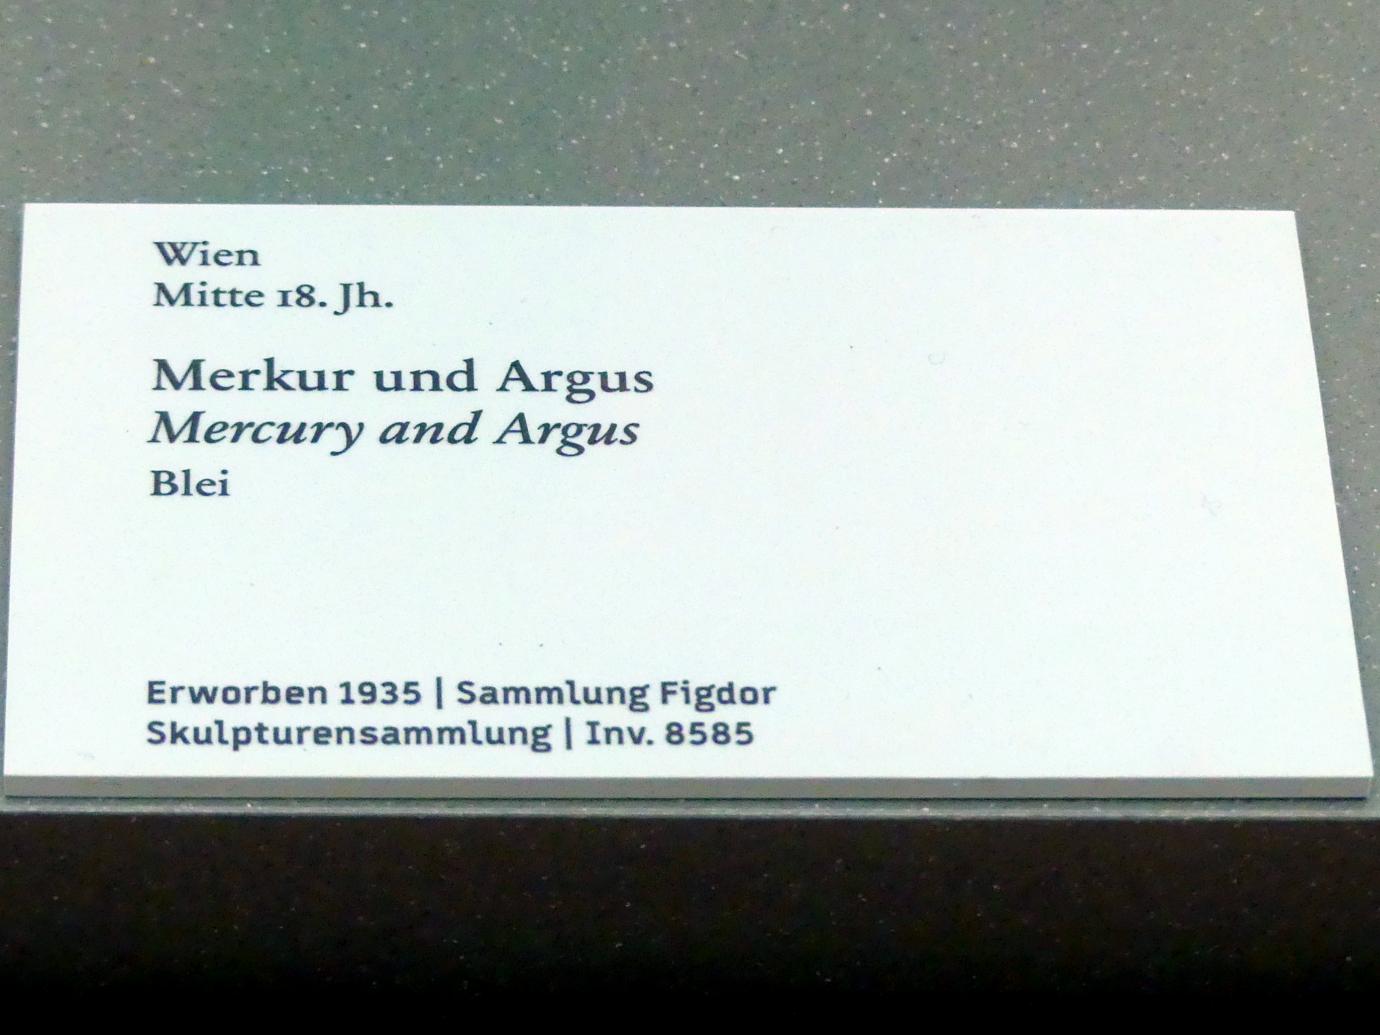 Wien
Mitte 18. Jh.
Merkur und Argus
Mercury and Argus
Blei
Erworben 1935 | Sammlung Figdor
Skulpturensammlung | Inv. 8585